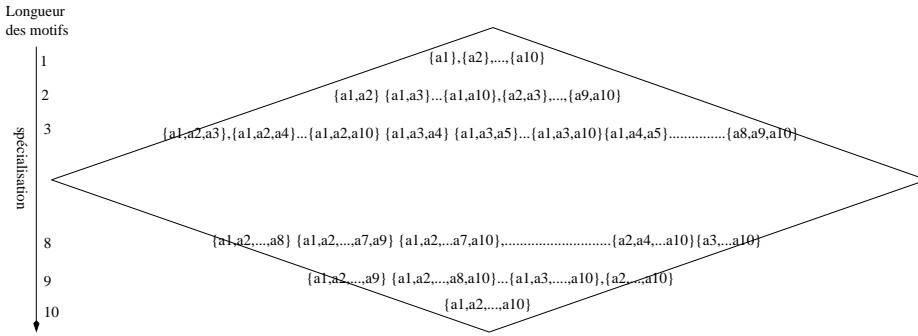 Longueur
des motifs
1 {a1},{a2},...,{a10}
2 {a1,a2} {a1,a3}...{a1,a10},{a2,a3},...,{a9,a10}
3 {a1,a2,a3},{a1,a2,a4}...{a1,a2,a10} {a1,a3,a4} {a1,a3,a5}...{a1,a3,a10}{a1,a4,a5}..............{a8,a9,a10}
spécialisation
8 {a1,a2,...,a8} {a1,a2,...,a7,a9} {a1,a2,...a7,a10},...........................{a2,a4,...a10}{a3,...a10}
9 {a1,a2,...,a9} {a1,a2,...,a8,a10}...{a1,a3,....,a10},{a2,...,a10}
10 {a1,a2,...,a10}